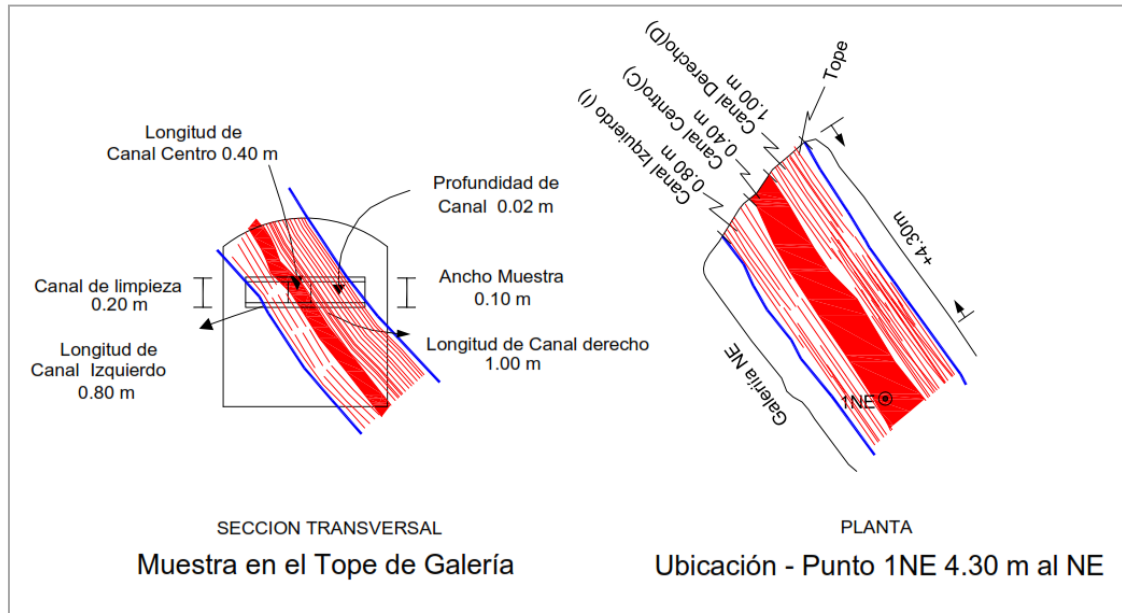 Longitud de
Canal Centro 0.40 m
Profundidad de
Canal 0.02 m
Canal de limpieza
0.20 m
Ancho Muestra
0.10 m
Longitud de
Canal Izquierdo
0.80 m
Longitud de Canal derecho
1.00 m
SECCION TRANSVERSAL
Muestra en el Tope de Galería
Canal Derecho(D)
1.00 m
Canal Centro(C)
0.40 m
Canal Izquierdo (I)
0.80 m
Tope
+4.30m
Galeriia NE
1NE
PLANTA
Ubicación - Punto 1NE 4.30 m al NE